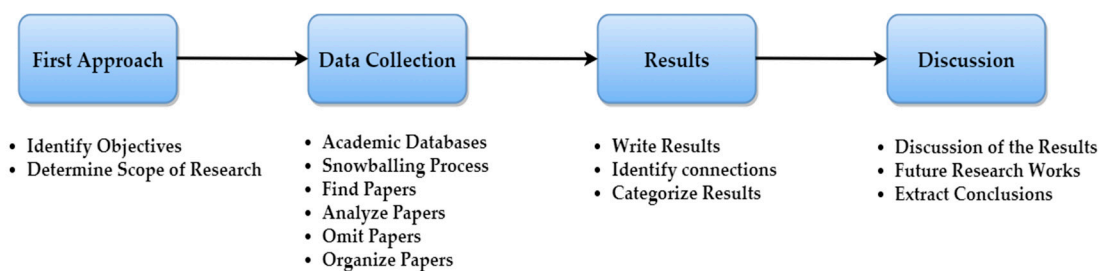 First Approach
Data Collection
Results
Discussion
• Identify Objectives
• Determine Scope of Research
• Academic Databases
• Snowballing Process
• Find Papers
• Analyze Papers
• Omit Papers
• Organize Papers
• Write Results
• Identify connections
• Categorize Results
• Discussion of the Results
• Future Research Works
• Extract Conclusions